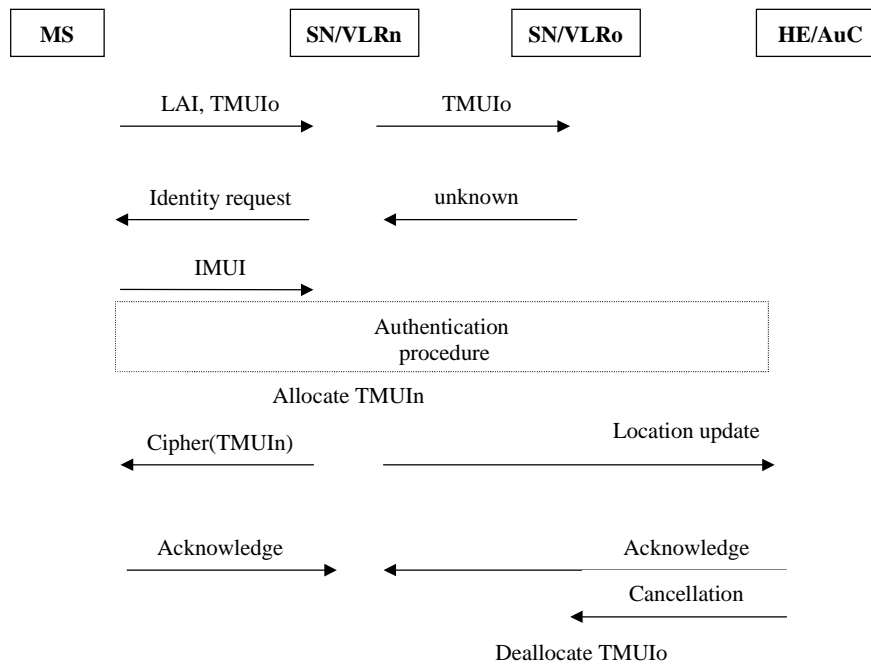 MS SN/VLRn SN/VLRo HE/AuC
LAI, TMUIo TMUIo
Identity request unknown
IMUI
Authentication
procedure
Allocate TMUIn
Location update
Cipher(TMUIn)
Acknowledge Acknowledge
Cancellation
Deallocate TMUIo